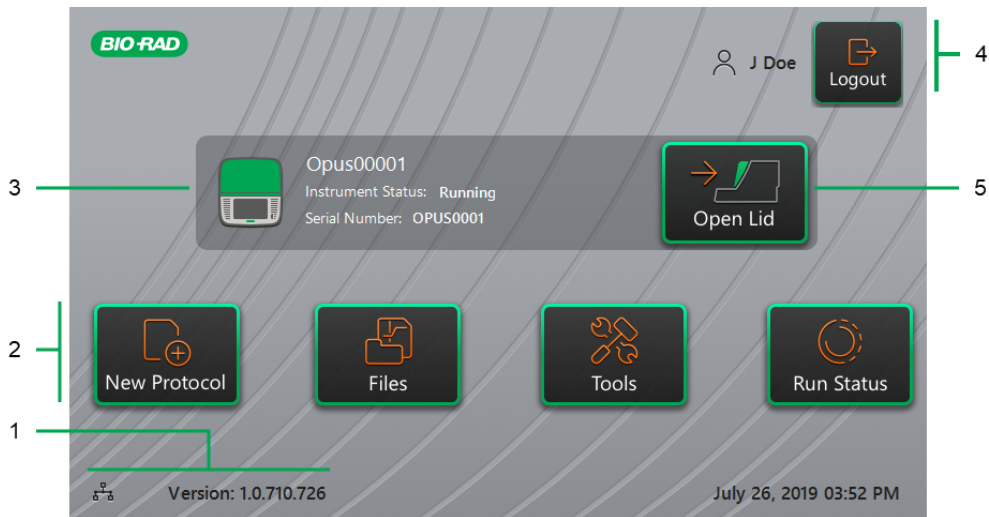 BIO-RAD
J Doe
Logout
4
Opus00001
Instrument Status: Running
Serial Number: OPUS0001
Open Lid
3
5
2
New Protocol
Files
Tools
Run Status
1
Version: 1.0.710.726
July 26, 2019 03:52 PM